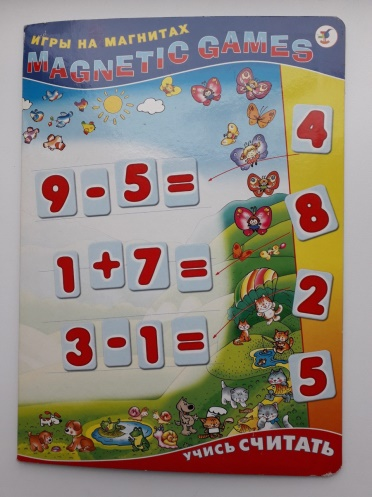 ИГРЫ НА МАГНИТАХ
MAGNETIC GAMES
4
9 - 5 =
8
1 + 7 =
2
3 - 1 =
5
УЧИСЬ СЧИТАТЬ